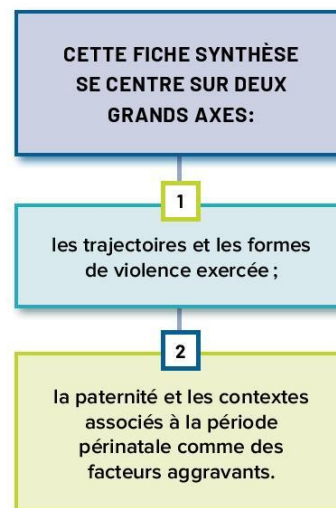 CETTE FICHE SYNTHÈSE
SE CENTRE SUR DEUX
GRANDS AXES:
1
les trajectoires et les formes
de violence exercée ;
2
la paternité et les contextes
associés à la période
périnatale comme des
facteurs aggravants.